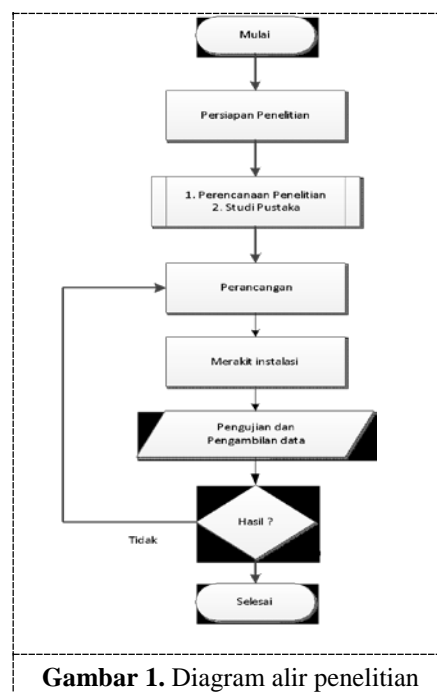 Mulai
Persiapan Penelitian
1. Perencanaan Penelitian
2. Studi Pustaka
Perancangan
Merakit instalasi
Pengujian dan
Pengambilan data
Hasil ?
Tidak
Selesai
Gambar 1. Diagram alir penelitian